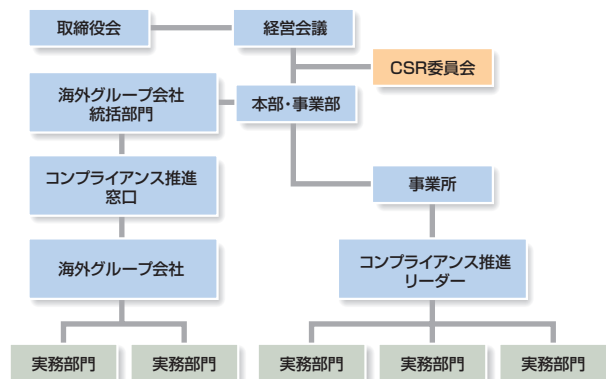 取締役会
経営会議
CSR委員会
海外グループ会社
統括部門
本部・事業部
コンプライアンス推進
窓口
事業所
海外グループ会社
コンプライアンス推進
リーダー
実務部門
実務部門
実務部門
実務部門
実務部門